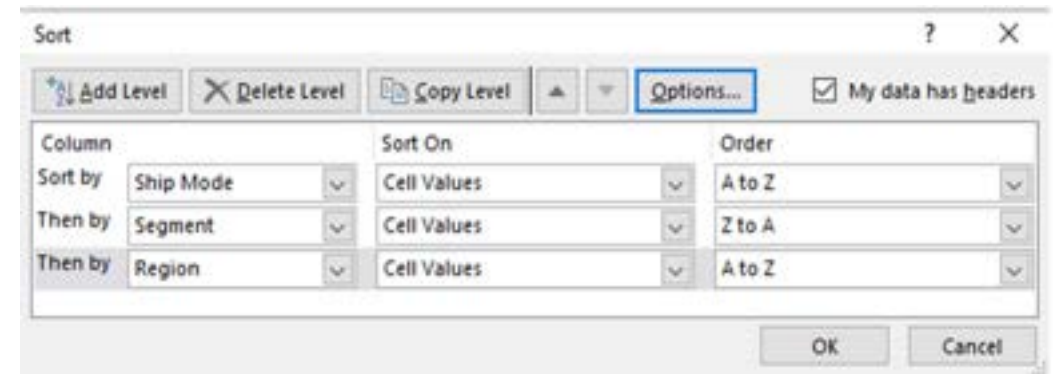 Sort ? X
Add Level Delete Level Copy Level Options... My data has headers
Column Sort On Order
Sort by Ship Mode Cell Values A to Z
Then by Segment Cell Values Z to A
Then by Region Cell Values A to Z
OK Cancel